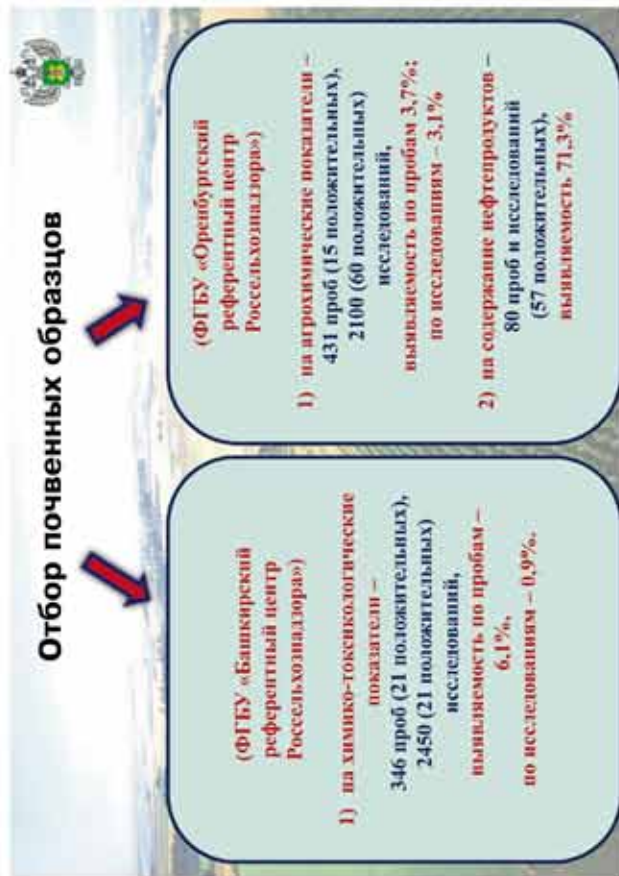 Отбор почвенных образцов
(ФГБУ «Башкирский
референтный центр
Россельхознадзора»)
1) на химико-токсикологические
показатели –
346 проб (21 положительных),
2450 (21 положительных)
исследований,
выявляемость по пробам –
6,1%,
по исследованиям – 0,9%.
(ФГБУ «Оренбургский
референтный центр
Россельхознадзора»)
1) на агрохимические показатели –
431 проб (15 положительных),
2100 (60 положительных)
исследований,
выявляемость по пробам 3,7%;
по исследованиям – 3,1%
2) на содержание нефтепродуктов –
80 проб и исследований
(57 положительных),
выявляемость 71,3%